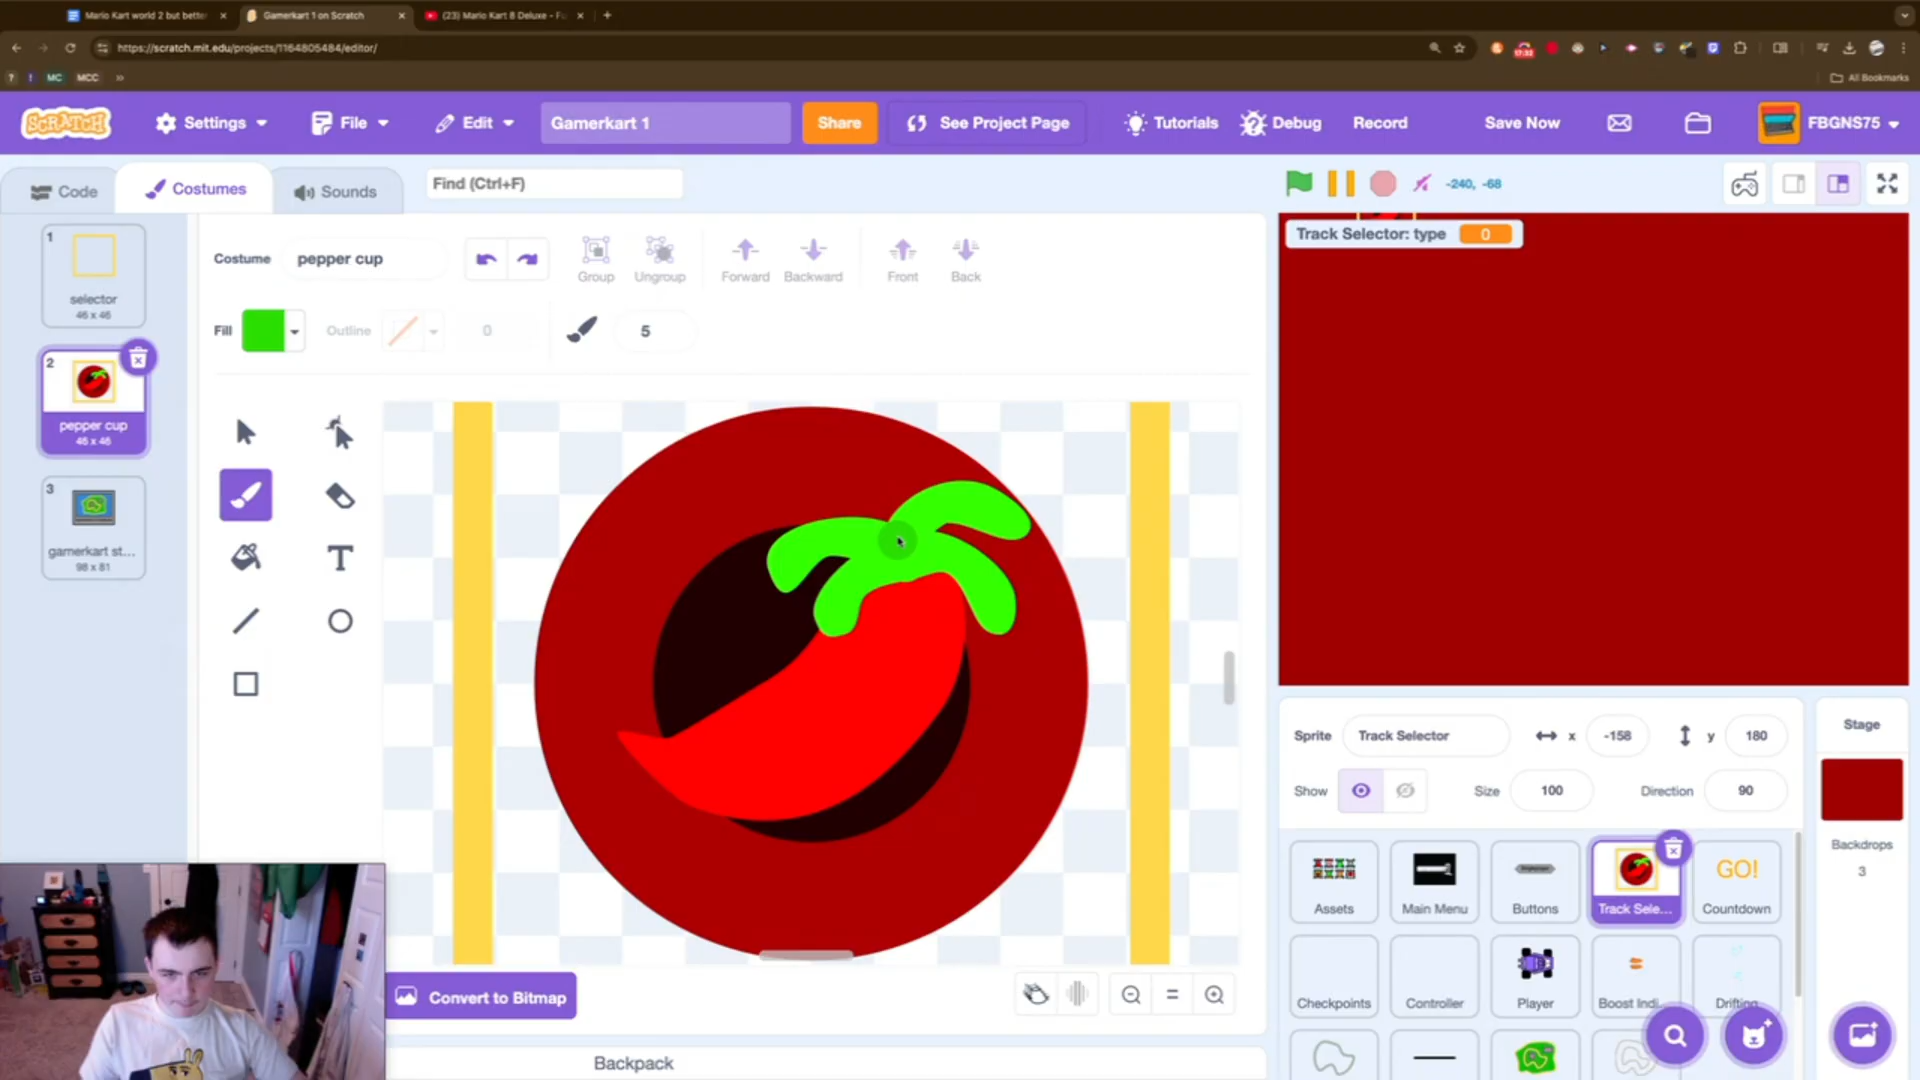 Mario Kart world 2 but better
Gamerkart 1 on Scratch
(23) Mario Kart 8 Deluxe - Fu
https://scratch.mit.edu/projects/1164805484/editor/
17:32
? ! MC MCC »
All Bookmarks
SCRATCH Settings File Edit Gamerkart 1 Share See Project Page Tutorials Debug Record Save Now FBGNS75
Code Costumes Sounds Find (Ctrl+F) -240, -68
1
selector
46 x 46
2
pepper cup
46 x 46
3
gamerkart st...
98 x 81
Costume pepper cup Group Ungroup Forward Backward Front Back
Fill Outline 0 5
T
Convert to Bitmap
Backpack
Track Selector: type 0
Sprite Track Selector x -158 y 180
Show Size 100 Direction 90
Stage
Backdrops
3
Assets Main Menu Buttons Track Sele... GO! Countdown
Checkpoints Controller Player Boost Indi... Drifting